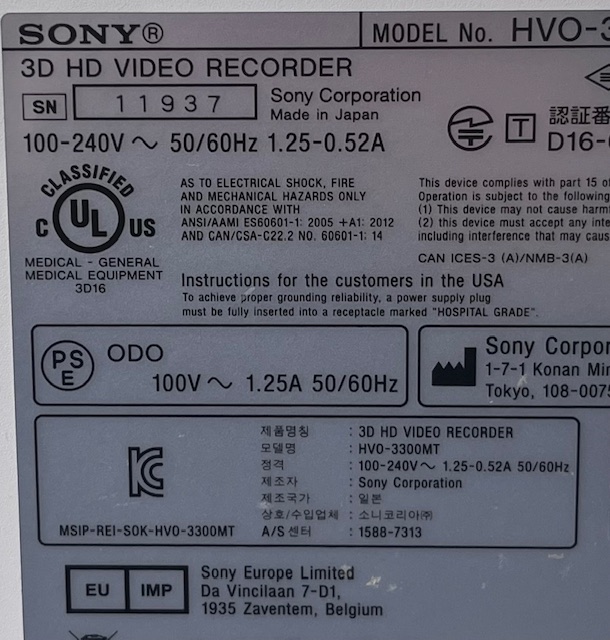 SONY® MODEL No. HVO-3
3D HD VIDEO RECORDER
SN 11937 Sony Corporation
Made in Japan
100-240V ~ 50/60Hz 1.25-0.52A
T 認証番
D16-
CLASSIFIED
C UL US
MEDICAL - GENERAL
MEDICAL EQUIPMENT
3D16
AS TO ELECTRICAL SHOCK, FIRE
AND MECHANICAL HAZARDS ONLY
IN ACCORDANCE WITH
ANSI/AAMI ES60601-1: 2005 +A1: 2012
AND CAN/CSA-C22.2 NO. 60601-1: 14
This device complies with part 15 of
Operation is subject to the following
(1) This device may not cause harm
(2) this device must accept any inte
including interference that may caus
CAN ICES-3 (A)/NMB-3(A)
Instructions for the customers in the USA
To achieve proper grounding reliability, a power supply plug
must be fully inserted into a receptacle marked "HOSPITAL GRADE".
PS
E
ODO
100V ~ 1.25A 50/60Hz
Sony Corpor
1-7-1 Konan Min
Tokyo, 108-0075
MSIP-REI-SOK-HVO-3300MT
제품명칭 : 3D HD VIDEO RECORDER
모델명 : HVO-3300MT
정격 : 100-240V ~ 1.25-0.52A 50/60Hz
제조자 : Sony Corporation
제조국가 : 일본
상호/수입업체 : 소니코리아㈜
A/S 센터 : 1588-7313
EU IMP
Sony Europe Limited
Da Vincilaan 7-D1,
1935 Zaventem, Belgium